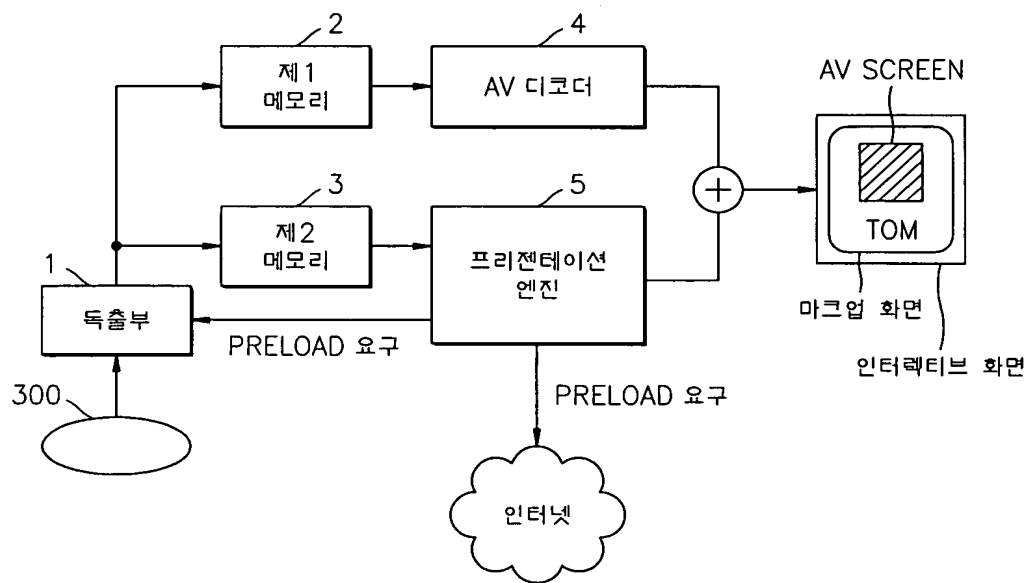 2
제1
메모리
4
AV 디코더
AV SCREEN
TOM
마크업 화면
인터렉티브 화면
3
제2
메모리
5
프리젠테이션
엔진
1
독출부
PRELOAD 요구
300
PRELOAD 요구
인터넷